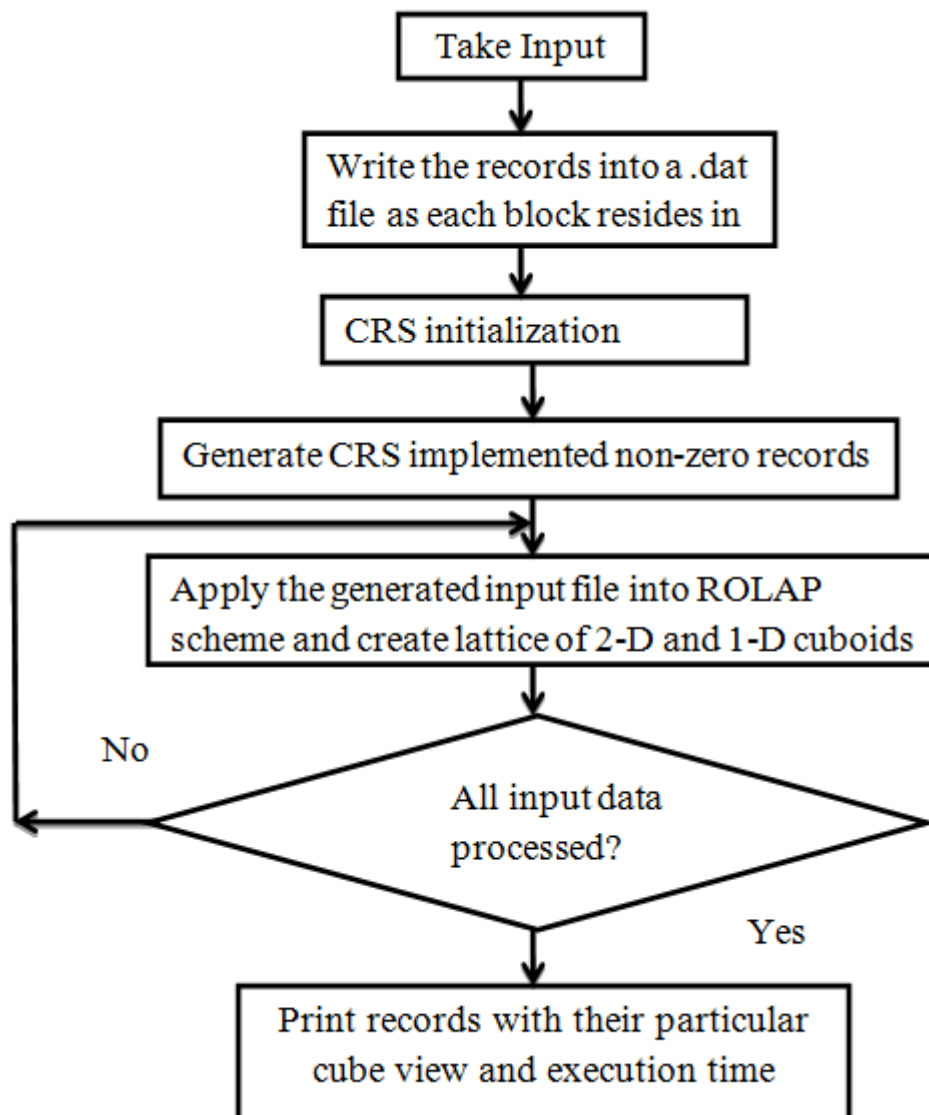 Take Input
Write the records into a .dat
file as each block resides in
CRS initialization
Generate CRS implemented non-zero records
Apply the generated input file into ROLAP
scheme and create lattice of 2-D and 1-D cuboids
No
All input data
processed?
Yes
Print records with their particular
cube view and execution time